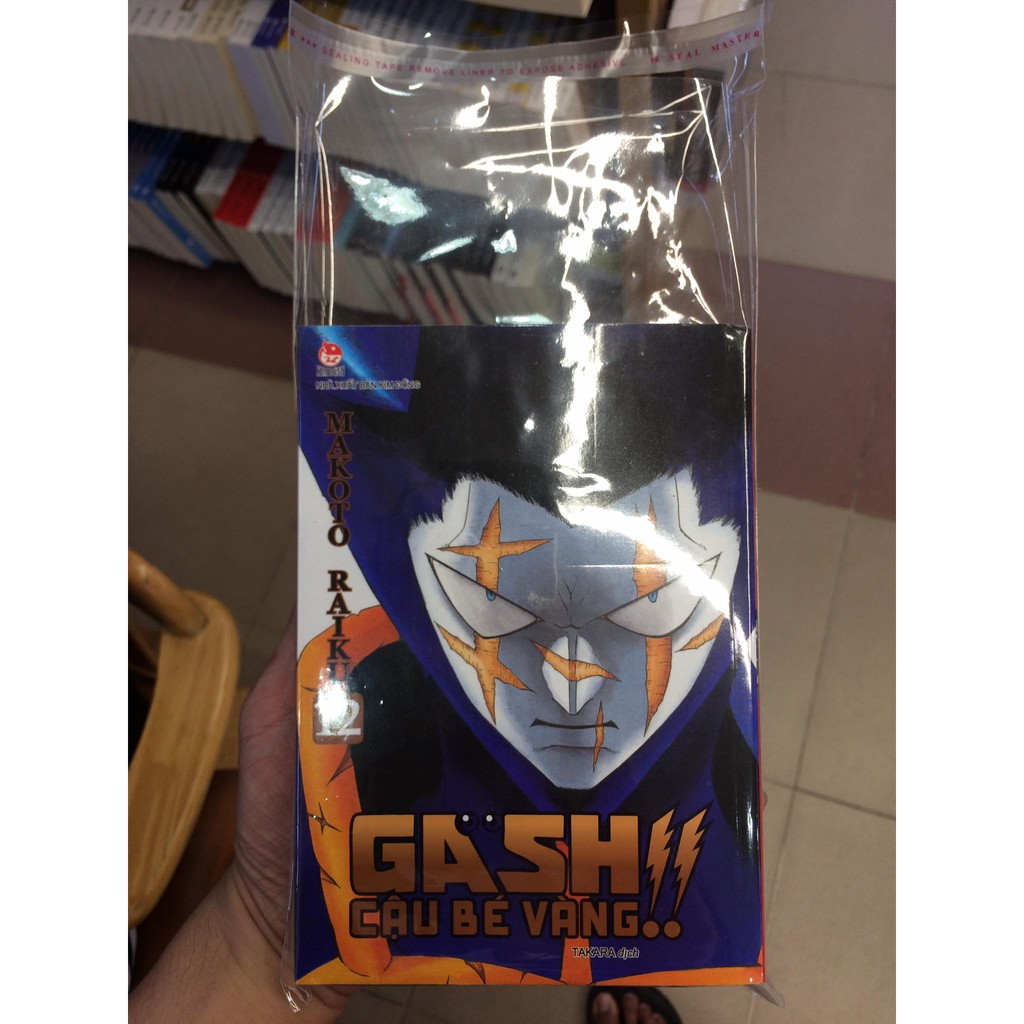 SEALING TAPE REMOVE LINER TO EXPOSE ADHESIVE
SEAL MASTER
NHÀ XUẤT BẢN KIM ĐỒNG
MAKOTO RAIKU
12
GASH!!
CẬU BÉ VÀNG!!
TAKARA dịch